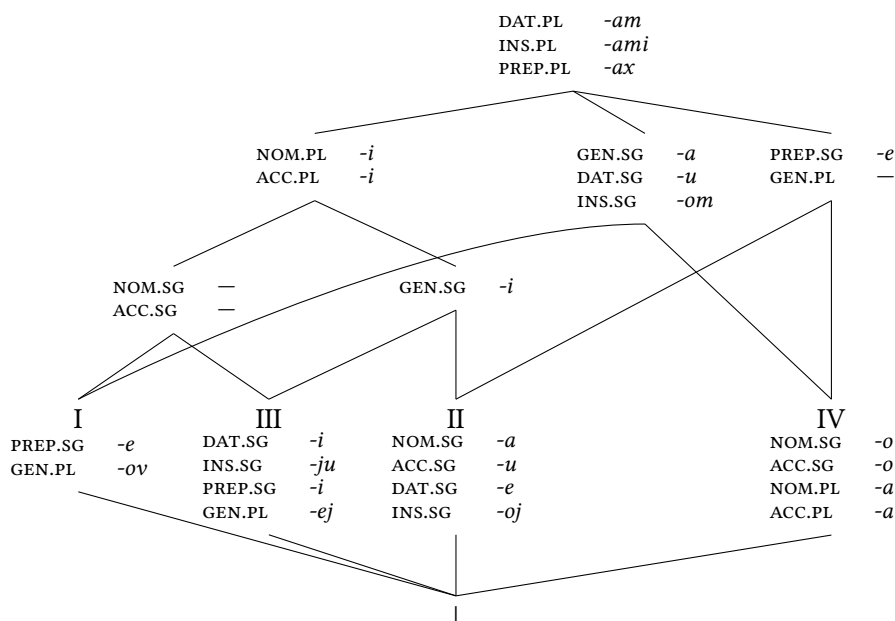 DAT.PL -am
INS.PL -ami
PREP.PL -ax
NOM.PL -i
ACC.PL -i
GEN.SG -a
DAT.SG -u
INS.SG -om
PREP.SG -e
GEN.PL —
NOM.SG —
ACC.SG —
GEN.SG -i
I
PREP.SG -e
GEN.PL -ov
III
DAT.SG -i
INS.SG -ju
PREP.SG -i
GEN.PL -ej
II
NOM.SG -a
ACC.SG -u
DAT.SG -e
INS.SG -oj
IV
NOM.SG -o
ACC.SG -o
NOM.PL -a
ACC.PL -a